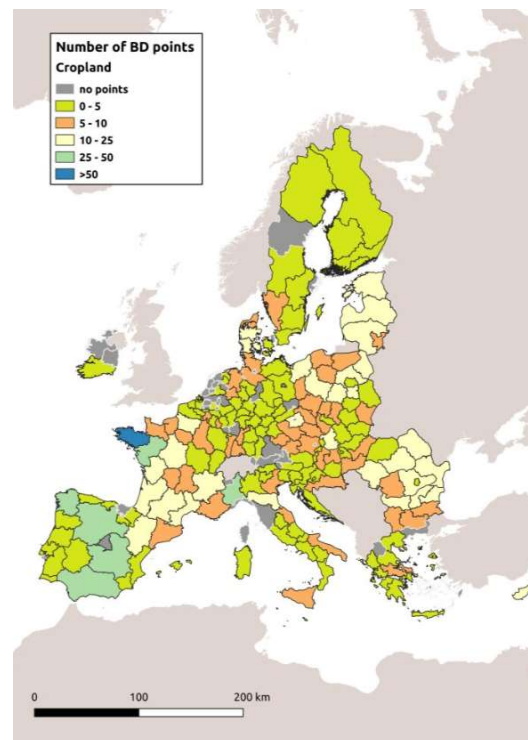 Number of BD points
Cropland
no points
0 - 5
5 - 10
10 - 25
25 - 50
>50
0 100 200 km